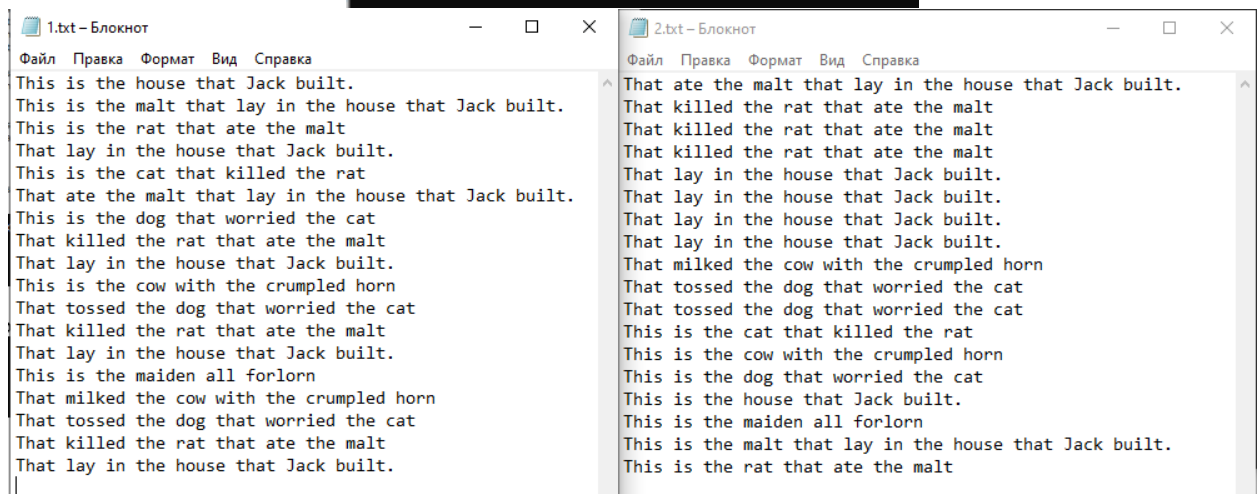 1.txt – Блокнот
Файл Правка Формат Вид Справка
This is the house that Jack built.
This is the malt that lay in the house that Jack built.
This is the rat that ate the malt
That lay in the house that Jack built.
This is the cat that killed the rat
That ate the malt that lay in the house that Jack built.
This is the dog that worried the cat
That killed the rat that ate the malt
That lay in the house that Jack built.
This is the cow with the crumpled horn
That tossed the dog that worried the cat
That killed the rat that ate the malt
That lay in the house that Jack built.
This is the maiden all forlorn
That milked the cow with the crumpled horn
That tossed the dog that worried the cat
That killed the rat that ate the malt
That lay in the house that Jack built.
2.txt – Блокнот
Файл Правка Формат Вид Справка
That ate the malt that lay in the house that Jack built.
That killed the rat that ate the malt
That killed the rat that ate the malt
That killed the rat that ate the malt
That lay in the house that Jack built.
That lay in the house that Jack built.
That lay in the house that Jack built.
That lay in the house that Jack built.
That milked the cow with the crumpled horn
That tossed the dog that worried the cat
That tossed the dog that worried the cat
This is the cat that killed the rat
This is the cow with the crumpled horn
This is the dog that worried the cat
This is the house that Jack built.
This is the maiden all forlorn
This is the malt that lay in the house that Jack built.
This is the rat that ate the malt